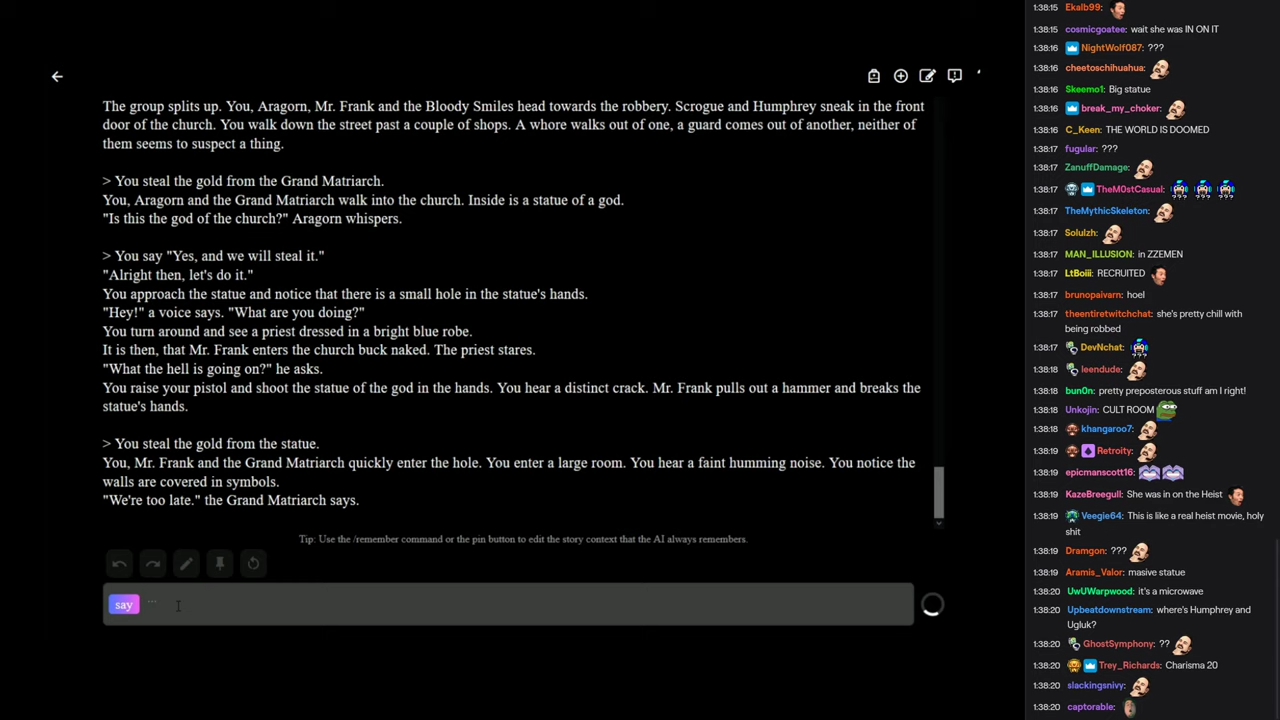 The group splits up. You, Aragorn, Mr. Frank and the Bloody Smiles head towards the robbery. Scrogue and Humphrey sneak in the front
door of the church. You walk down the street past a couple of shops. A whore walks out of one, a guard comes out of another, neither of
them seems to suspect a thing.
> You steal the gold from the Grand Matriarch.
You, Aragorn and the Grand Matriarch walk into the church. Inside is a statue of a god.
"Is this the god of the church?" Aragorn whispers.
> You say "Yes, and we will steal it."
"Alright then, let's do it."
You approach the statue and notice that there is a small hole in the statue's hands.
"Hey!" a voice says. "What are you doing?"
You turn around and see a priest dressed in a bright blue robe.
It is then, that Mr. Frank enters the church buck naked. The priest stares.
"What the hell is going on?" he asks.
You raise your pistol and shoot the statue of the god in the hands. You hear a distinct crack. Mr. Frank pulls out a hammer and breaks the
statue's hands.
> You steal the gold from the statue.
You, Mr. Frank and the Grand Matriarch quickly enter the hole. You enter a large room. You hear a faint humming noise. You notice the
walls are covered in symbols.
"We're too late." the Grand Matriarch says.
Tip: Use the /remember command or the pin button to edit the story context that the AI always remembers.
say ...
1:38:15 Ekalb99:
1:38:15 cosmicgoatee: wait she was IN ON IT
1:38:16 NightWolf087: ???
1:38:16 cheetoschihuahua:
1:38:16 Skeemo1: Big statue
1:38:16 break_my_choker:
1:38:16 C_Keen: THE WORLD IS DOOMED
1:38:17 fugular: ???
1:38:17 ZanuffDamage:
1:38:17 TheM0stCasual:
1:38:17 TheMythicSkeleton:
1:38:17 Solulzh:
1:38:17 MAN_ILLUSION: in ZZEMEN
1:38:17 LtBoiii: RECRUITED
1:38:17 brunopaivarn: hoel
1:38:17 theentiretwitchchat: she's pretty chill with
being robbed
1:38:17 DevNchat:
1:38:17 leendude:
1:38:18 bun0n: pretty preposterous stuff am I right!
1:38:18 Unkojin: CULT ROOM
1:38:18 khangaroo7:
1:38:19 Retroity:
1:38:19 epicmanscott16:
1:38:19 KazeBreegull: She was in on the Heist
1:38:19 Veegie64: This is like a real heist movie, holy
shit
1:38:19 Dramgon: ???
1:38:19 Aramis_Valor: masive statue
1:38:20 UwUWarpwood: it's a microwave
1:38:20 Upbeatdownstream: where's Humphrey and
Ugluk?
1:38:20 GhostSymphony: ??
1:38:20 Trey_Richards: Charisma 20
1:38:20 slackingsnivy:
1:38:20 captorable: